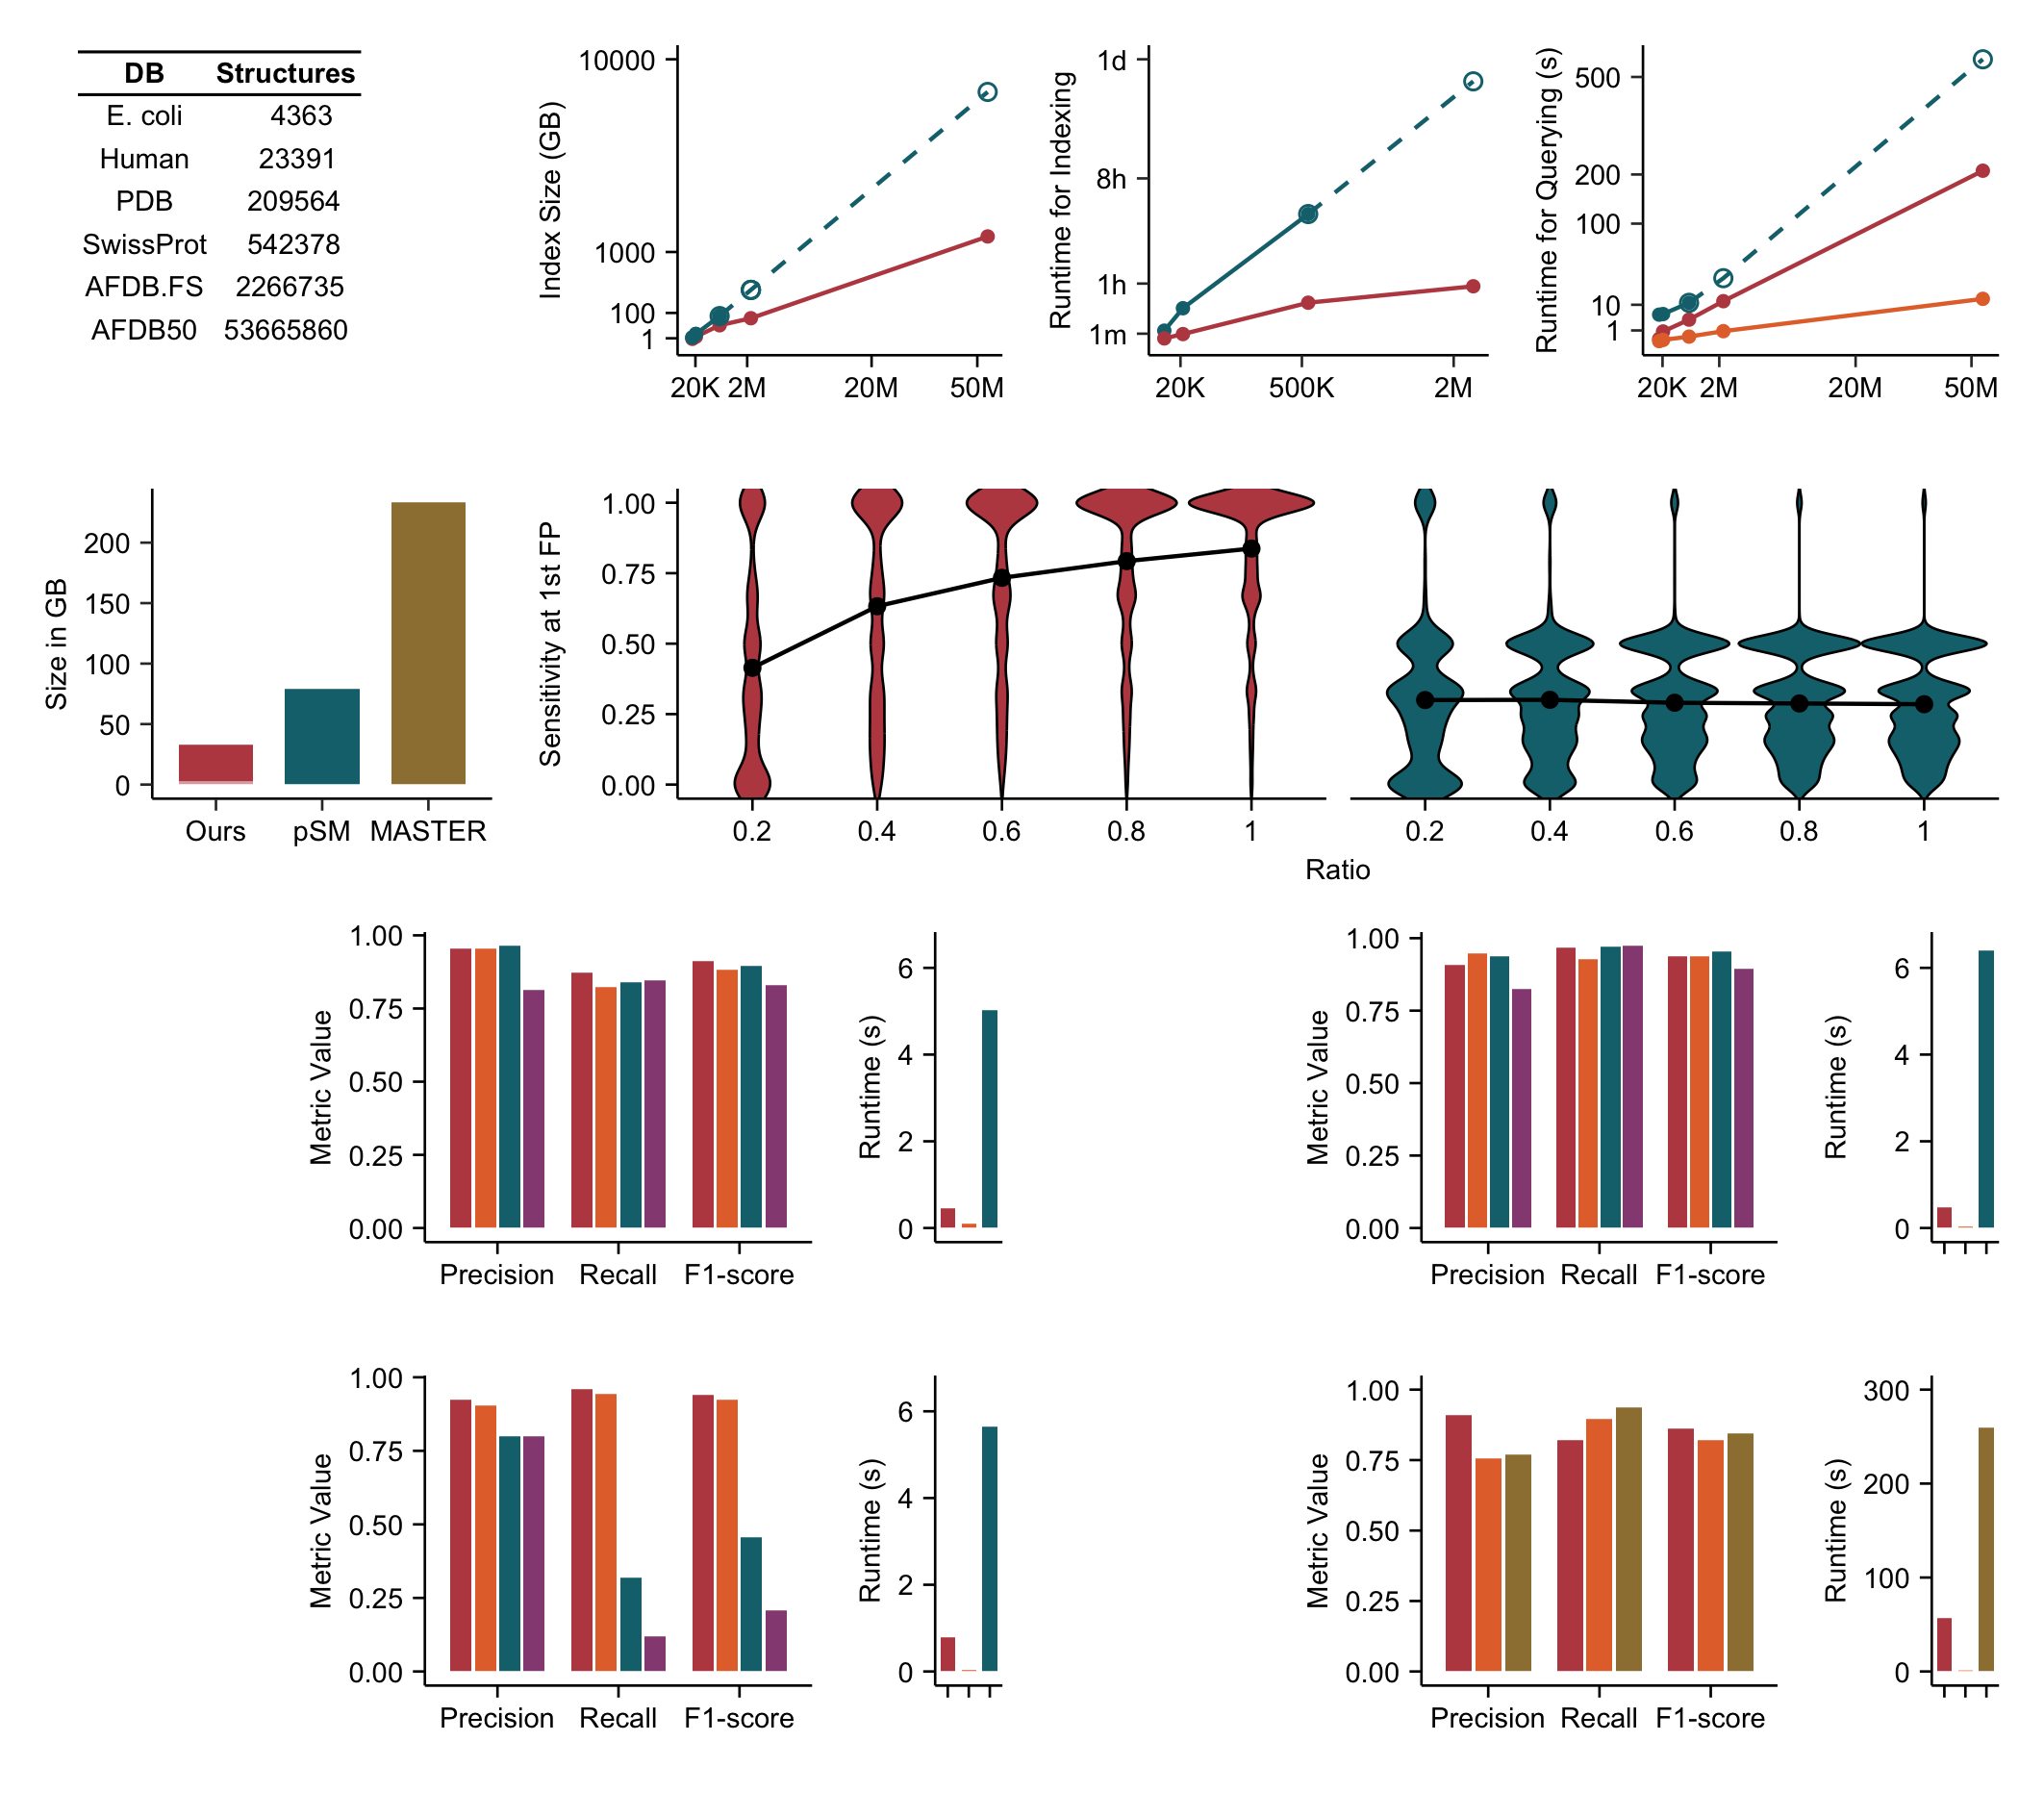 DB Structures
E. coli 4363
Human 23391
PDB 209564
SwissProt 542378
AFDB.FS 2266735
AFDB50 53665860
Index Size (GB)
10000
1000
100
1
20K 2M 20M 50M
Runtime for Indexing
1d
8h
1h
1m
20K 500K 2M
Runtime for Querying (s)
500
200
100
10
1
20K 2M 20M 50M
Size in GB
200
150
100
50
0
Ours pSM MASTER
Sensitivity at 1st FP
1.00
0.75
0.50
0.25
0.00
0.2 0.4 0.6 0.8 1
0.2 0.4 0.6 0.8 1
Ratio
Metric Value
1.00
0.75
0.50
0.25
0.00
Precision Recall F1-score
Runtime (s)
6
4
2
0
Metric Value
1.00
0.75
0.50
0.25
0.00
Precision Recall F1-score
Runtime (s)
6
4
2
0
Metric Value
1.00
0.75
0.50
0.25
0.00
Precision Recall F1-score
Runtime (s)
6
4
2
0
Metric Value
1.00
0.75
0.50
0.25
0.00
Precision Recall F1-score
Runtime (s)
300
200
100
0